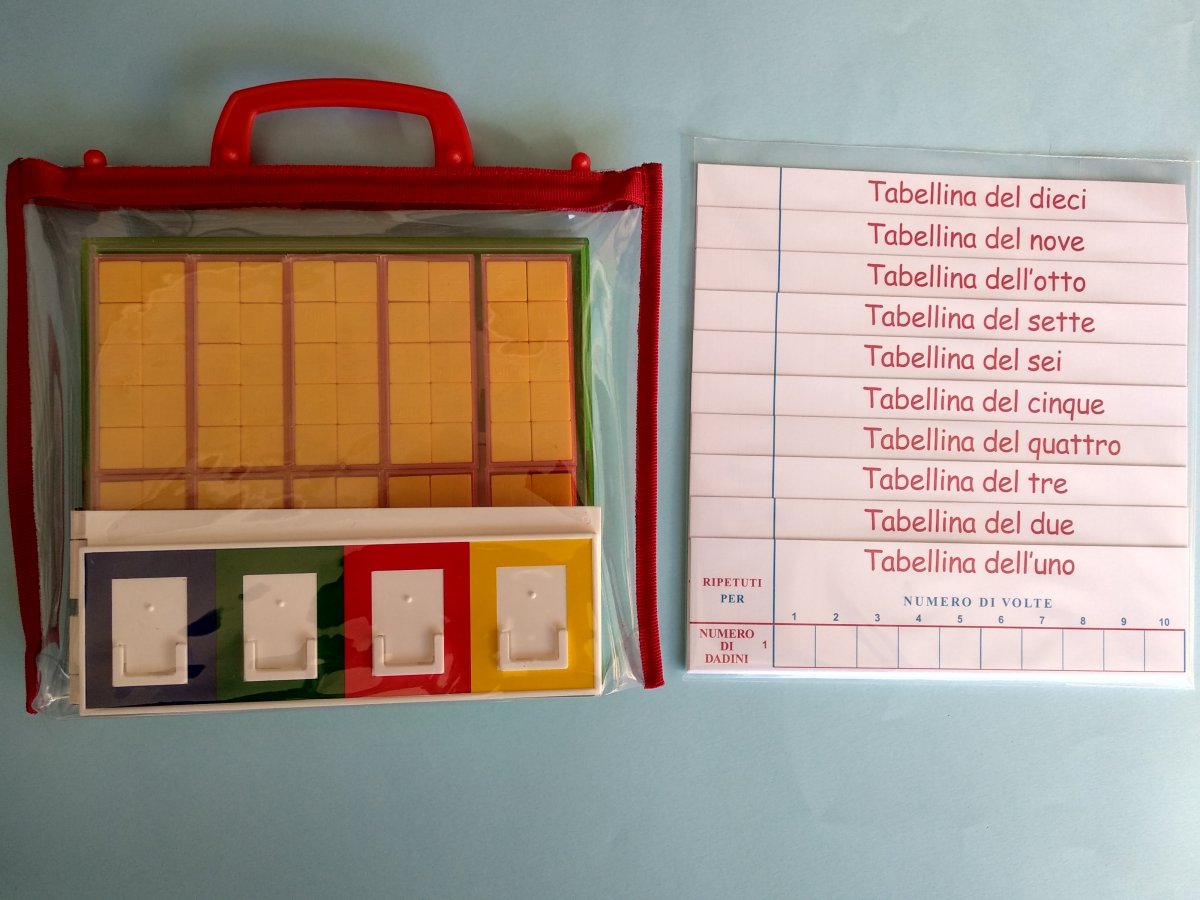 Tabellina del dieci
Tabellina del nove
Tabellina dell'otto
Tabellina del sette
Tabellina del sei
Tabellina del cinque
Tabellina del quattro
Tabellina del tre
Tabellina del due
Tabellina dell'uno
RIPETUTI
PER
NUMERO DI VOLTE
1 2 3 4 5 6 7 8 9 10
NUMERO
DI
DADINI
1